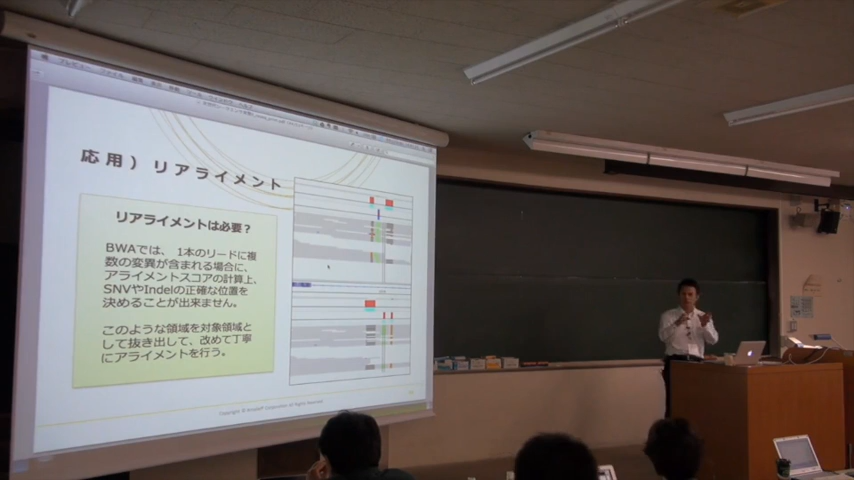 応用）リアライメント
リアライメントは必要？
BWAでは、1本のリードに複
数の変異が含まれる場合に、
アライメントスコアの計算上、
SNVやIndelの正確な位置を
決めることが出来ません。
このような領域を対象領域と
して抜き出して、改めて丁寧
にアライメントを行う。